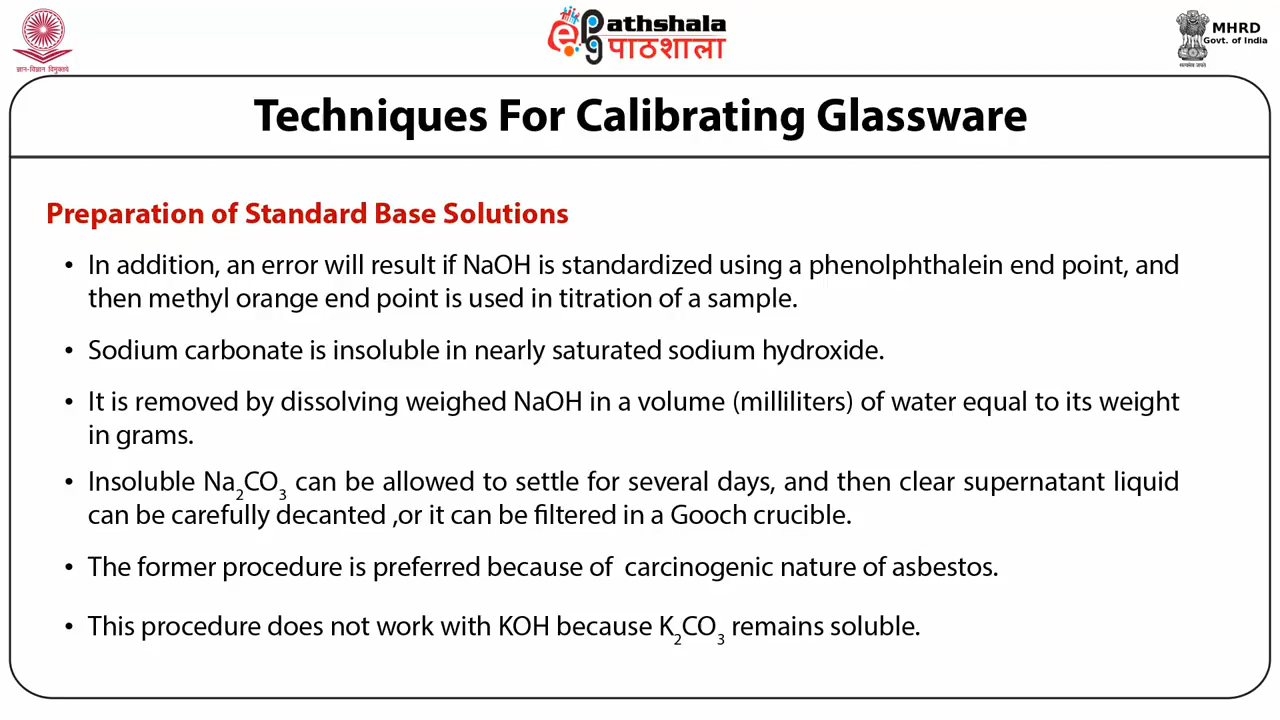 ज्ञान-विज्ञान विमुक्तये
ePathshala
पाठशाला
MHRD
Govt. of India
सत्यमेव जयते
Techniques For Calibrating Glassware
Preparation of Standard Base Solutions
• In addition, an error will result if NaOH is standardized using a phenolphthalein end point, and
then methyl orange end point is used in titration of a sample.
• Sodium carbonate is insoluble in nearly saturated sodium hydroxide.
• It is removed by dissolving weighed NaOH in a volume (milliliters) of water equal to its weight
in grams.
• Insoluble Na₂CO₃ can be allowed to settle for several days, and then clear supernatant liquid
can be carefully decanted ,or it can be filtered in a Gooch crucible.
• The former procedure is preferred because of carcinogenic nature of asbestos.
• This procedure does not work with KOH because K₂CO₃ remains soluble.